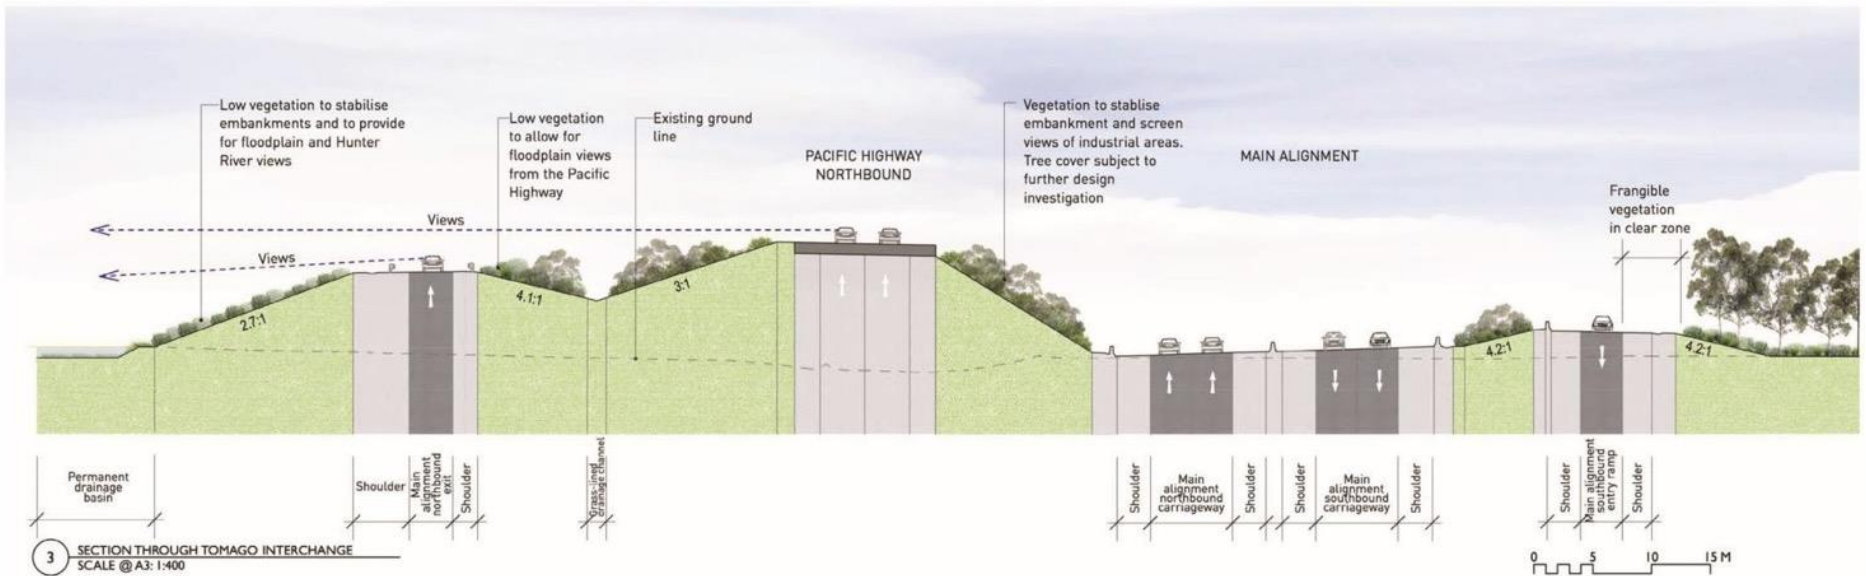 Low vegetation to stabilise
embankments and to provide
for floodplain and Hunter
River views
Low vegetation
to allow for
floodplain views
from the Pacific
Highway
Existing ground
line
PACIFIC HIGHWAY
NORTHBOUND
Vegetation to stablise
embankment and screen
views of industrial areas.
Tree cover subject to
further design
investigation
MAIN ALIGNMENT
Frangible
vegetation
in clear zone
Views
Views
2.7:1
4.1:1
3:1
4.2:1
4.2:1
Permanent
drainage
basin
Shoulder
Main
alignment
northbound
exit
Shoulder
Grass-lined
drainage channel
Shoulder
Main
alignment
northbound
carriageway
Shoulder
Shoulder
Main
alignment
southbound
carriageway
Shoulder
Shoulder
Main alignment
southbound
entry ramp
Shoulder
3
SECTION THROUGH TOMAGO INTERCHANGE
SCALE @ A3: 1:400
0 5 10 15 M